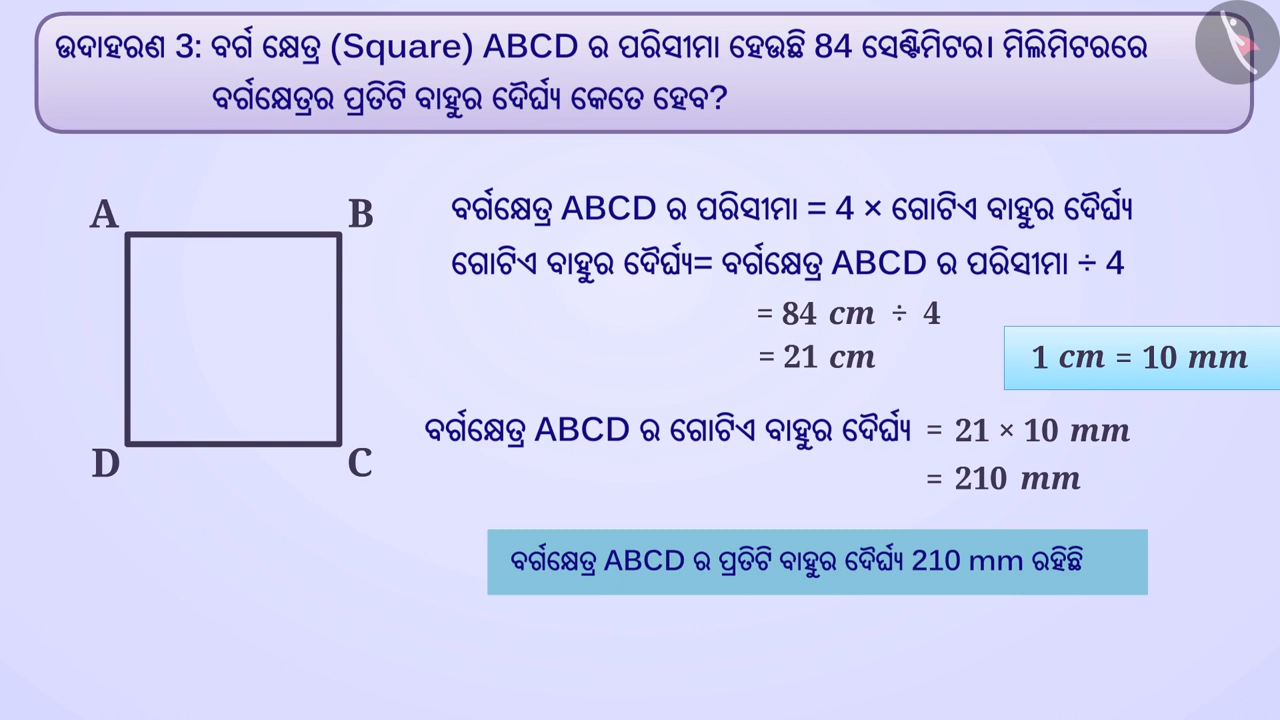 ଉଦାହରଣ 3: ବର୍ଗ କ୍ଷେତ୍ର (Square) ABCD ର ପରିସୀମା ହେଉଛି 84 ସେଣ୍ଟିମିଟର। ମିଲିମିଟରରେ
ବର୍ଗକ୍ଷେତ୍ରର ପ୍ରତିଟି ବାହୁର ଦୈର୍ଘ୍ୟ କେତେ ହେବ?
A
B
D
C
ବର୍ଗକ୍ଷେତ୍ର ABCD ର ପରିସୀମା = 4 × ଗୋଟିଏ ବାହୁର ଦୈର୍ଘ୍ୟ
ଗୋଟିଏ ବାହୁର ଦୈର୍ଘ୍ୟ= ବର୍ଗକ୍ଷେତ୍ର ABCD ର ପରିସୀମା ÷ 4
= 84 cm ÷ 4
= 21 cm
1 cm = 10 mm
ବର୍ଗକ୍ଷେତ୍ର ABCD ର ଗୋଟିଏ ବାହୁର ଦୈର୍ଘ୍ୟ = 21 × 10 mm
= 210 mm
ବର୍ଗକ୍ଷେତ୍ର ABCD ର ପ୍ରତିଟି ବାହୁର ଦୈର୍ଘ୍ୟ 210 mm ରହିଛି